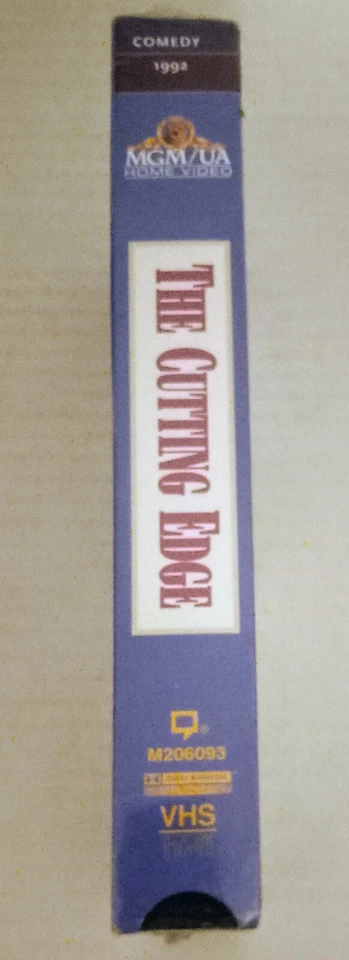 COMEDY
1992
MGM/UA
HOME VIDEO
THE CUTTING EDGE
®
M206093
VHS